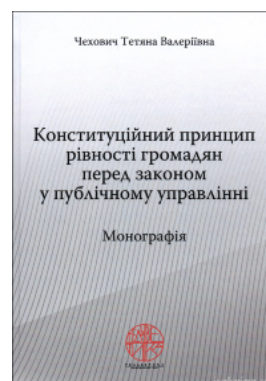 Чехович Тетяна Валеріївна
Конституційний принцип
рівності громадян
перед законом
у публічному управлінні
Монографія